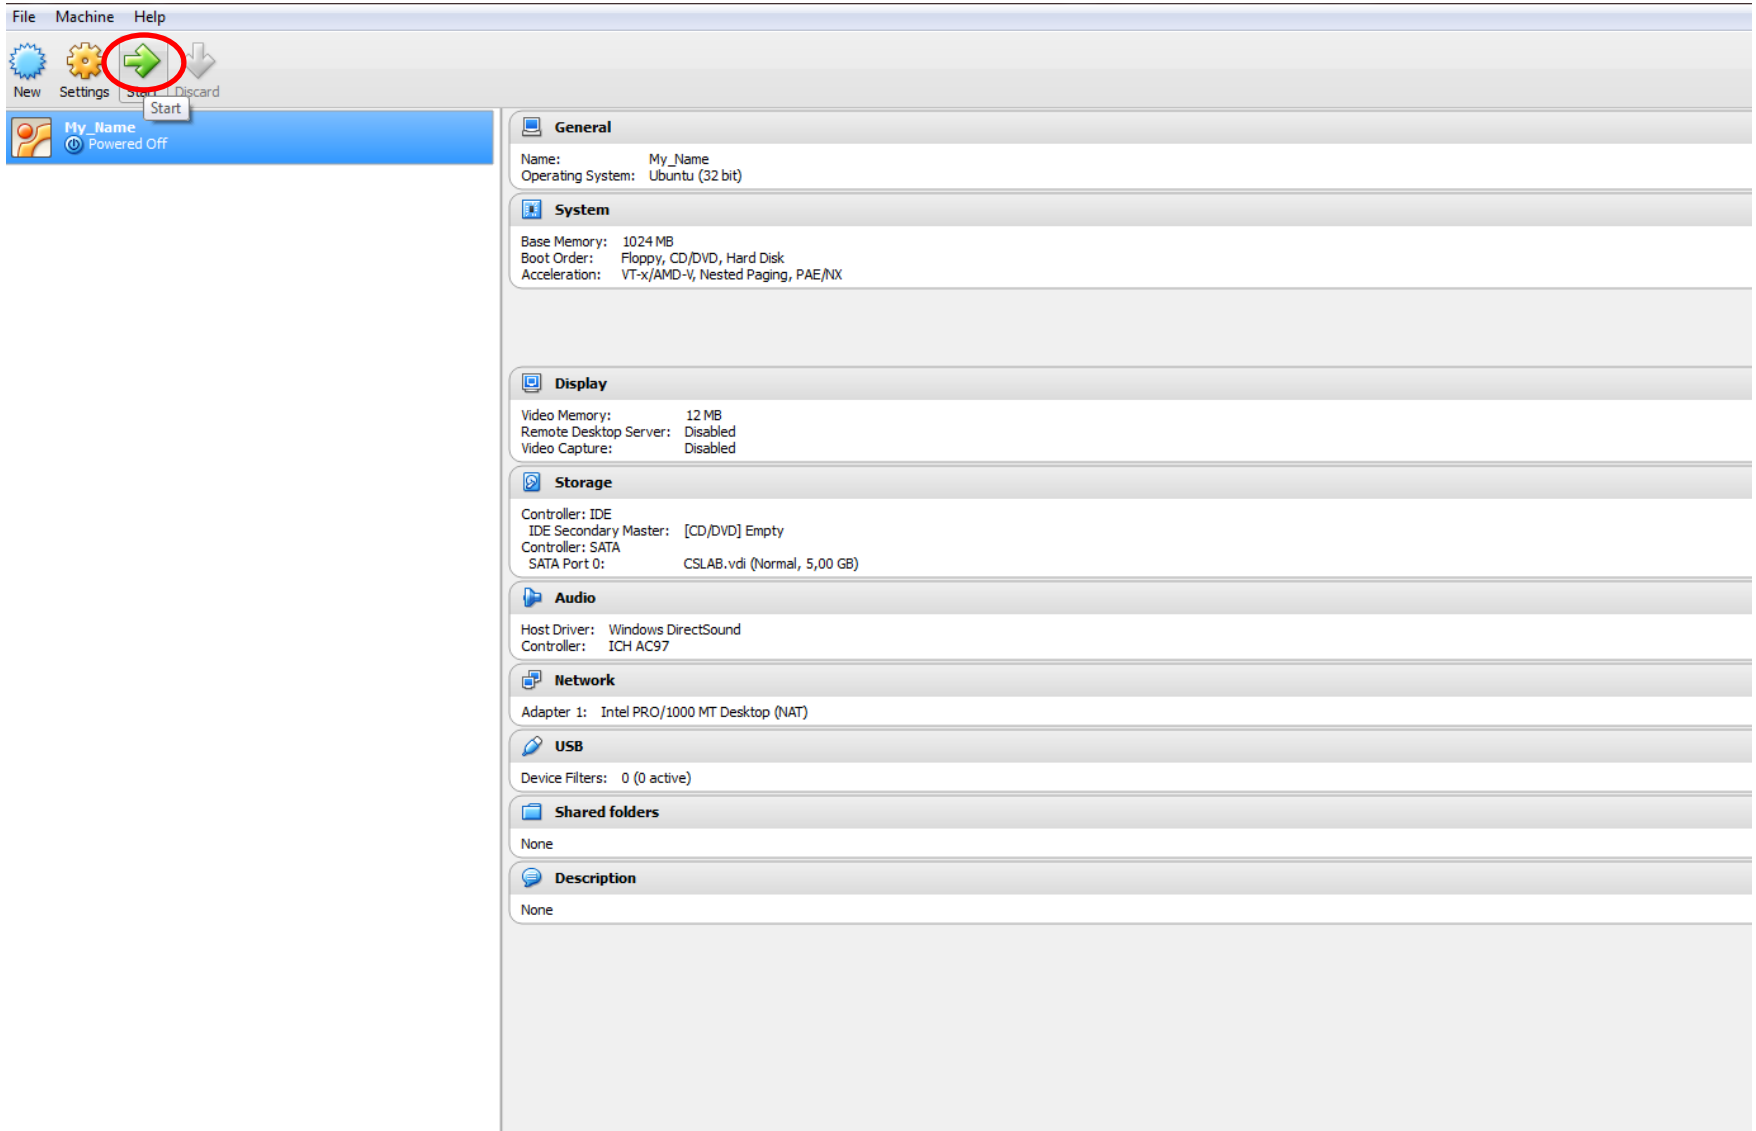 File Machine Help
New Settings Start Discard
Start
My_Name
Powered Off
General
Name: My_Name
Operating System: Ubuntu (32 bit)
System
Base Memory: 1024 MB
Boot Order: Floppy, CD/DVD, Hard Disk
Acceleration: VT-x/AMD-V, Nested Paging, PAE/NX
Display
Video Memory: 12 MB
Remote Desktop Server: Disabled
Video Capture: Disabled
Storage
Controller: IDE
IDE Secondary Master: [CD/DVD] Empty
Controller: SATA
SATA Port 0: CSLAB.vdi (Normal, 5,00 GB)
Audio
Host Driver: Windows DirectSound
Controller: ICH AC97
Network
Adapter 1: Intel PRO/1000 MT Desktop (NAT)
USB
Device Filters: 0 (0 active)
Shared folders
None
Description
None